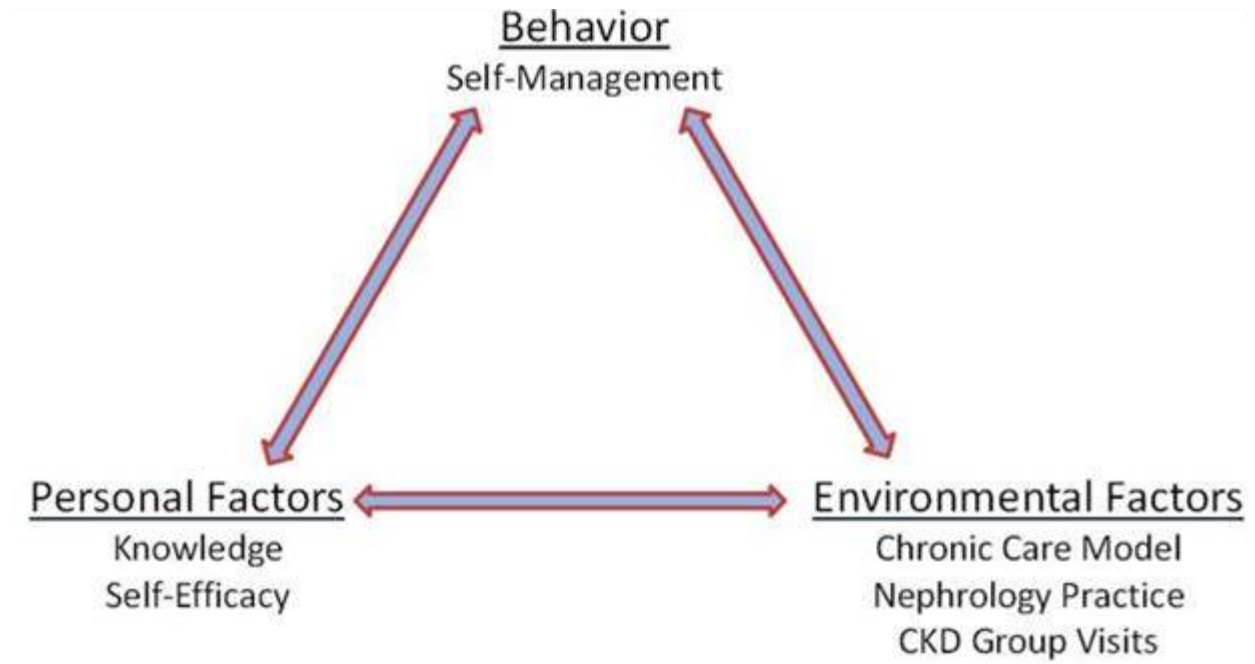 Behavior
Self-Management
Personal Factors
Knowledge
Self-Efficacy
Environmental Factors
Chronic Care Model
Nephrology Practice
CKD Group Visits